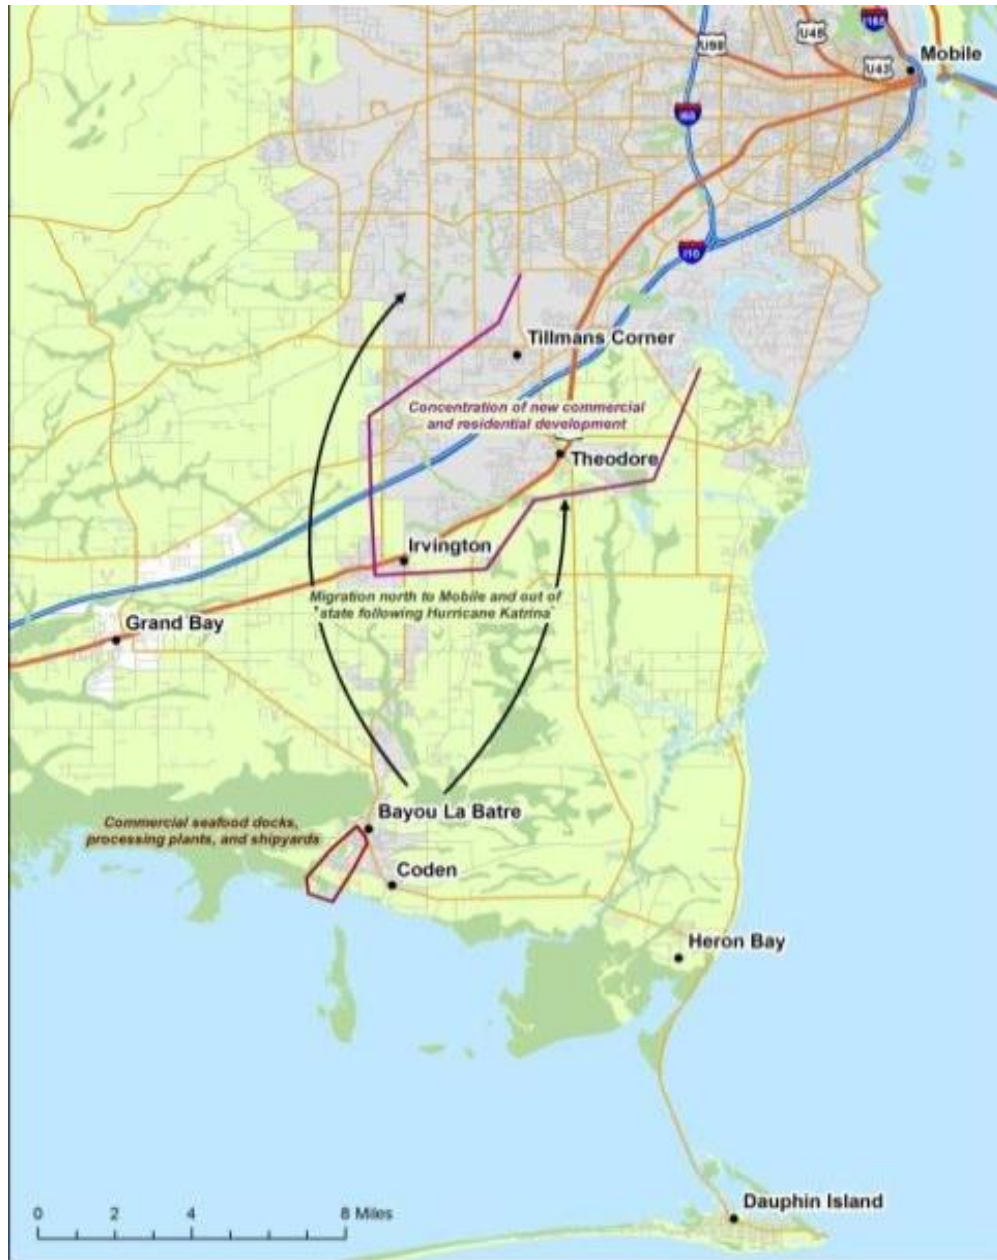 I165
U45
U98
Mobile
U43
I65
I10
Tillmans Corner
Concentration of new commercial
and residential development
Theodore
Irvington
Migration north to Mobile and out of
state following Hurricane Katrina
Grand Bay
Bayou La Batre
Commercial seafood docks,
processing plants, and shipyards
Coden
Heron Bay
Dauphin Island
0 2 4 8 Miles